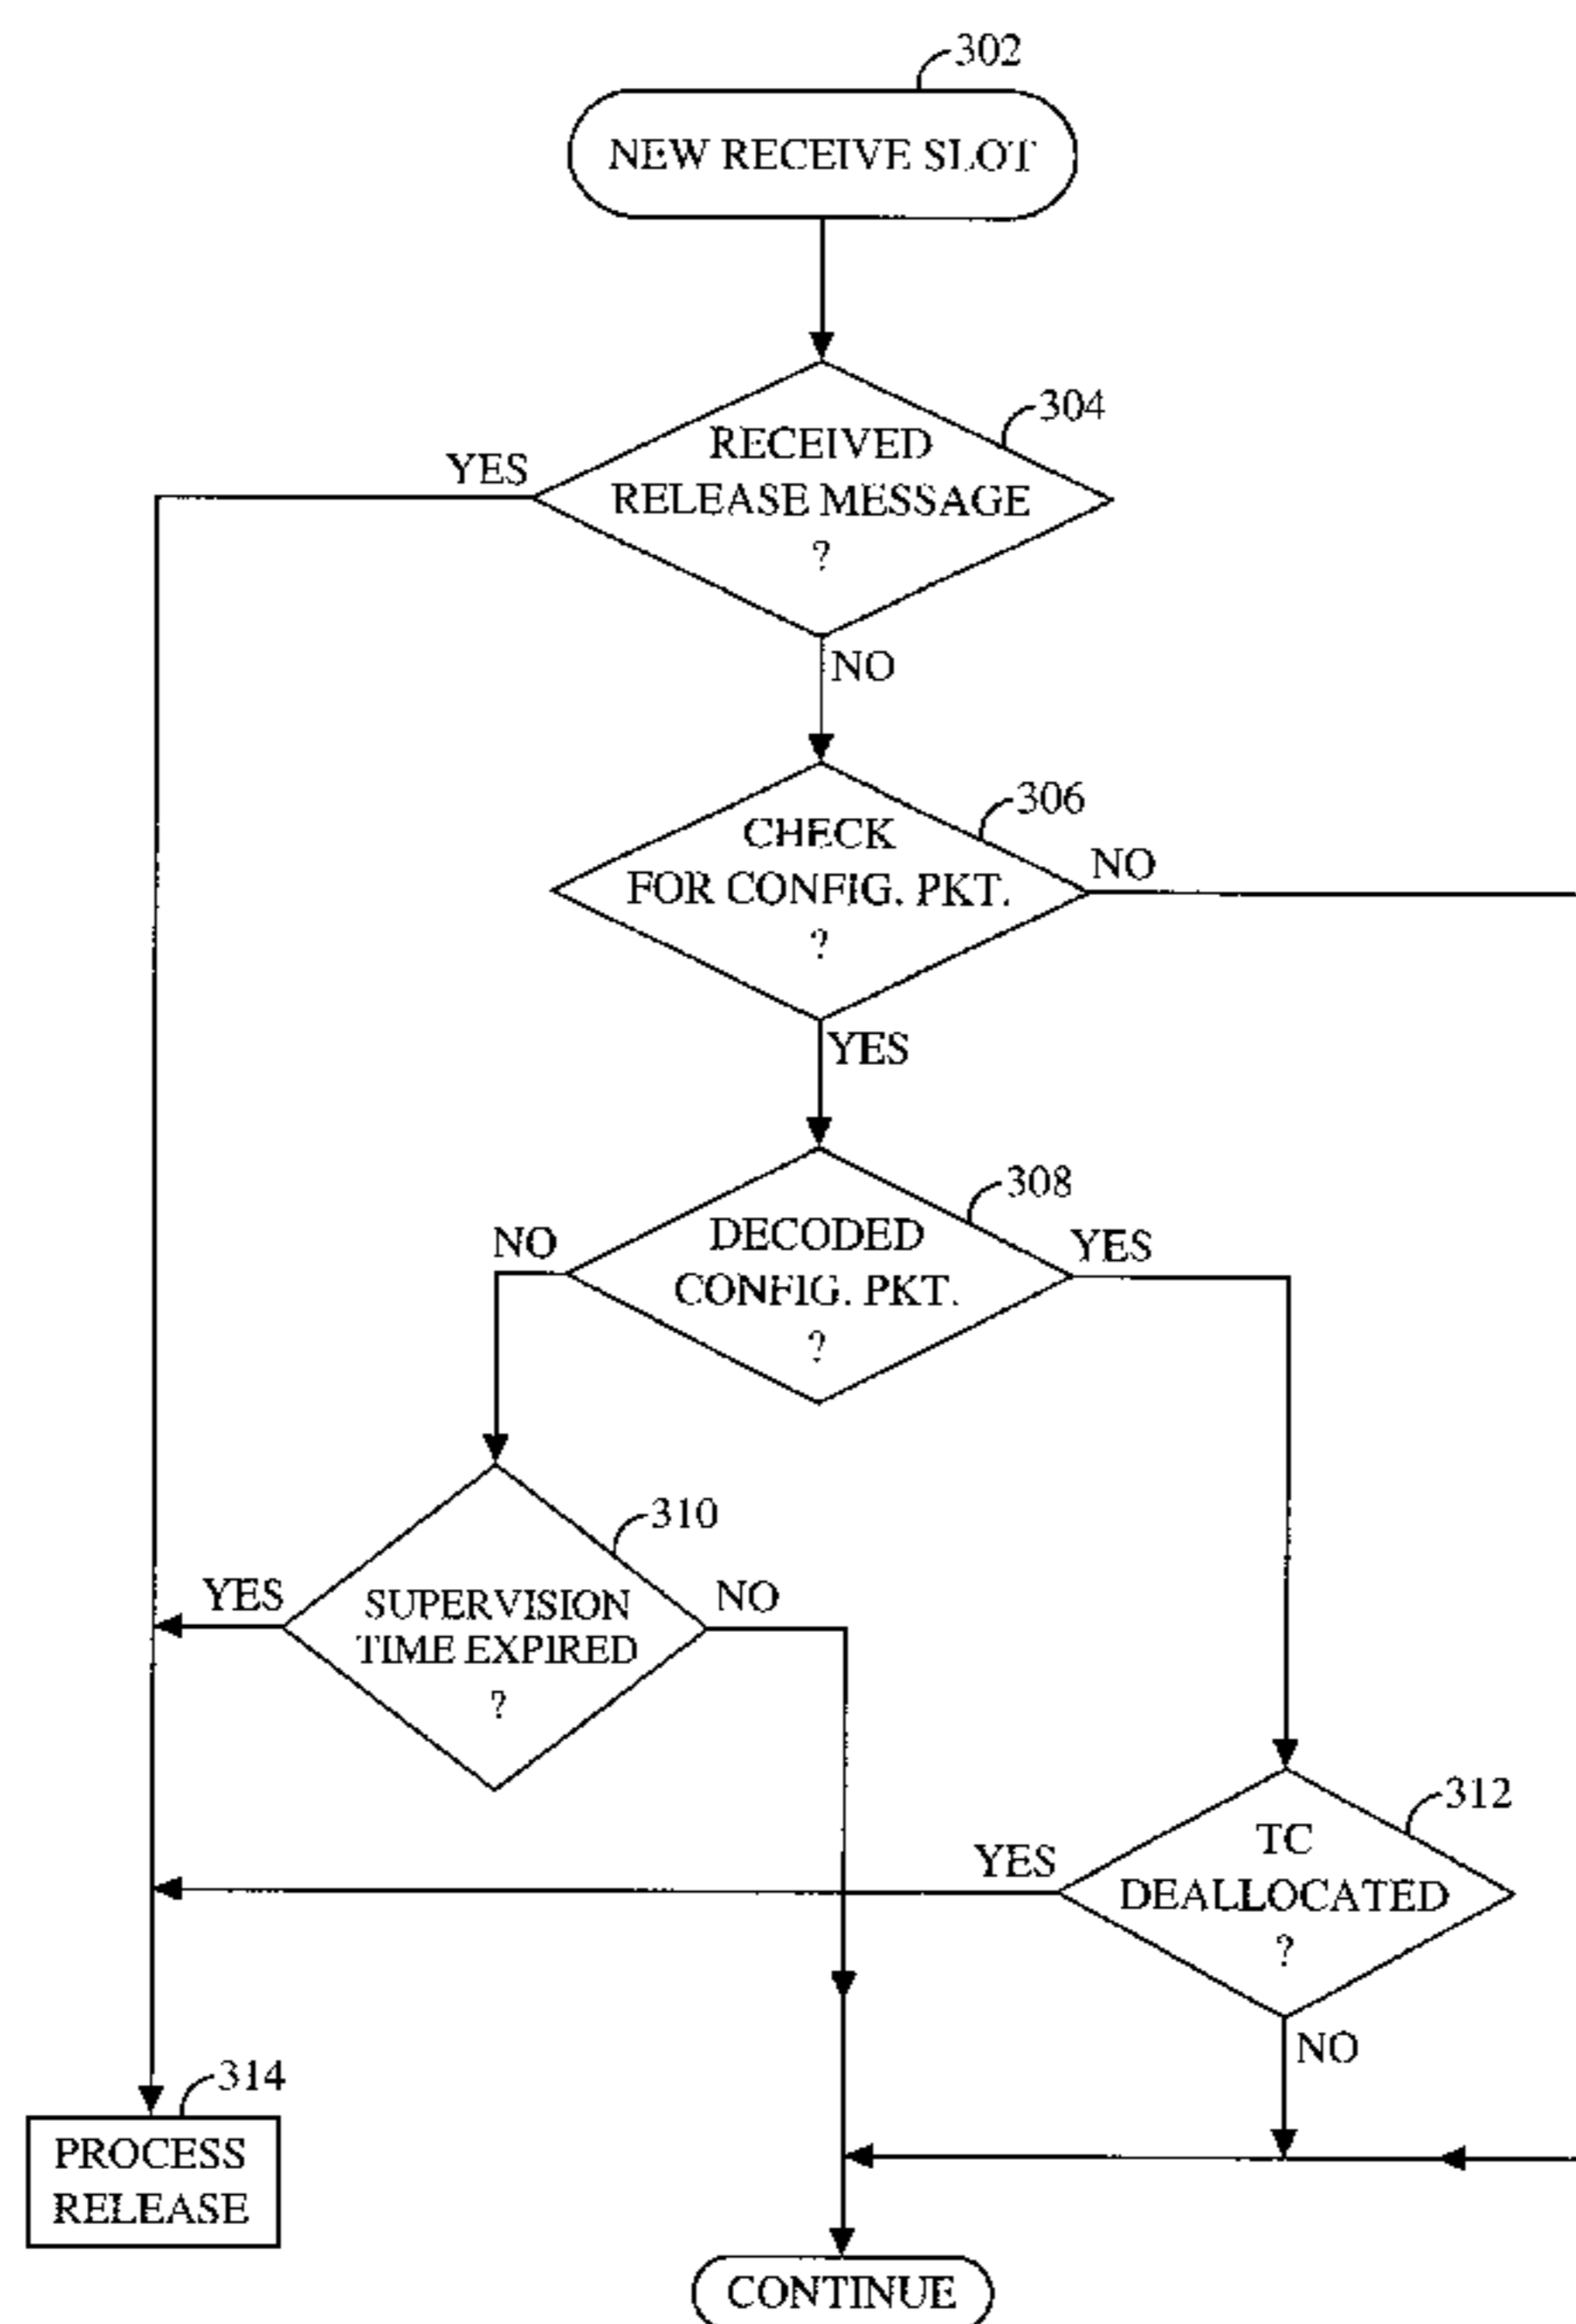 302
NEW RECEIVE SLOT
304
YES
RECEIVED
RELEASE MESSAGE
?
NO
306
CHECK
FOR CONFIG. PKT.
?
NO
YES
308
NO
DECODED
CONFIG. PKT.
?
YES
310
YES
SUPERVISION
TIME EXPIRED
?
NO
312
YES
TC
DEALLOCATED
?
NO
314
PROCESS
RELEASE
CONTINUE